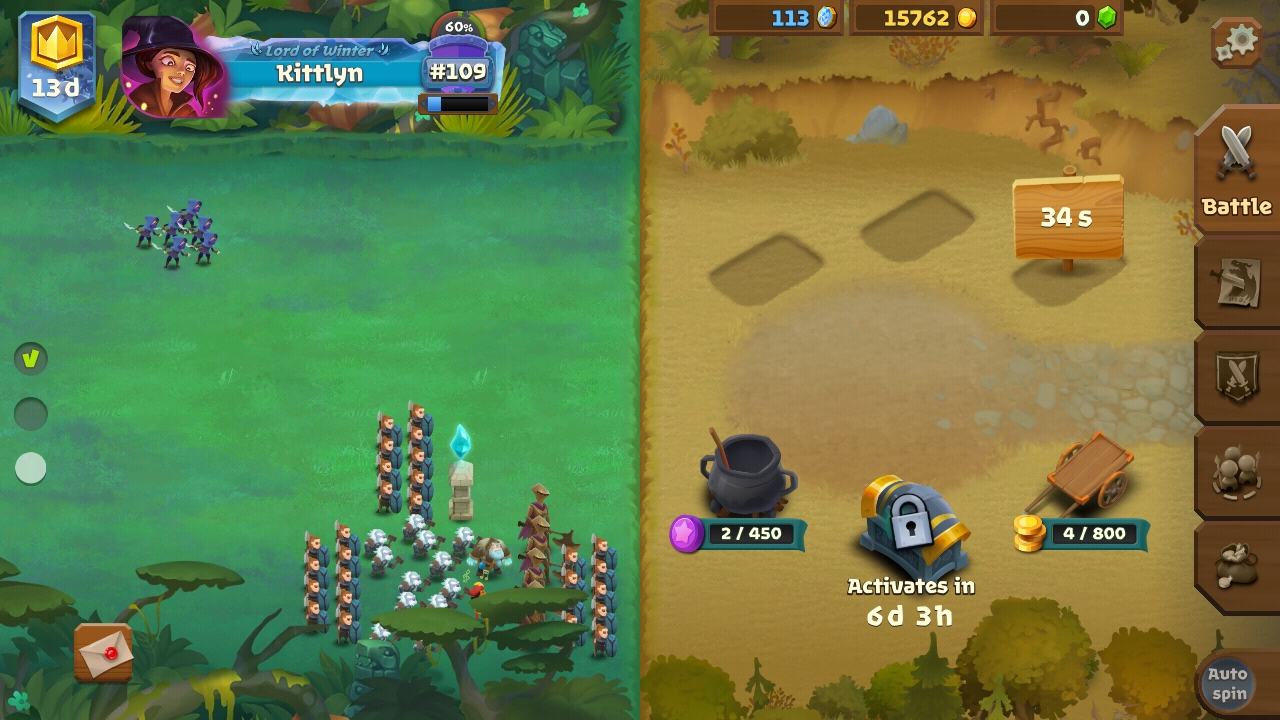 13 d
Lord of Winter
Kittlyn
60%
#109
113
15762
0
34 s
Battle
2 / 450
4 / 800
Activates in
6d 3h
Auto
spin